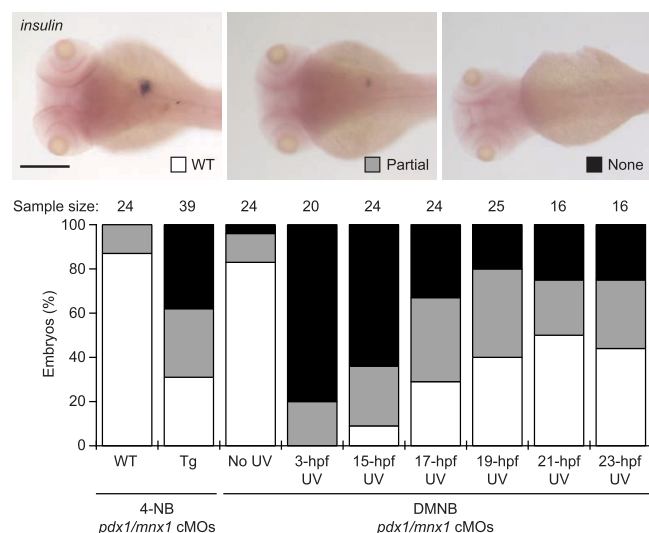 insulin
WT
Partial
None
Sample size: 24 39 24 20 24 24 25 16 16
100
80
60
40
20
0
Embryos (%)
WT Tg No UV 3-hpf UV 15-hpf UV 17-hpf UV 19-hpf UV 21-hpf UV 23-hpf UV
4-NB
pdx1/mnx1 cMOs
DMNB
pdx1/mnx1 cMOs